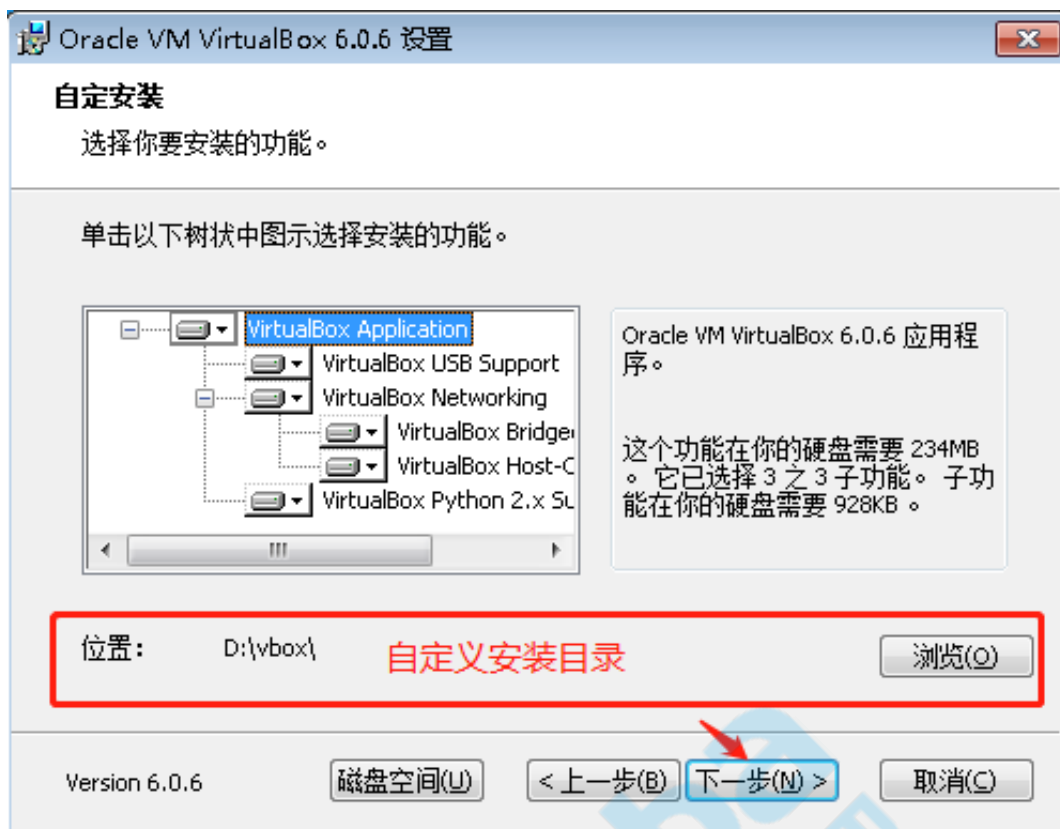 Oracle VM VirtualBox 6.0.6 设置
自定安装
选择你要安装的功能。
单击以下树状中图示选择安装的功能。
VirtualBox Application
VirtualBox USB Support
VirtualBox Networking
VirtualBox Bridge
VirtualBox Host-C
VirtualBox Python 2.x Su
Oracle VM VirtualBox 6.0.6 应用程
序。
这个功能在你的硬盘需要 234MB
。 它已选择 3 之 3 子功能。 子功
能在你的硬盘需要 928KB 。
位置: D:\vbox\ 自定义安装目录 浏览(O)
Version 6.0.6 磁盘空间(U) < 上一步(B) 下一步(N) > 取消(C)